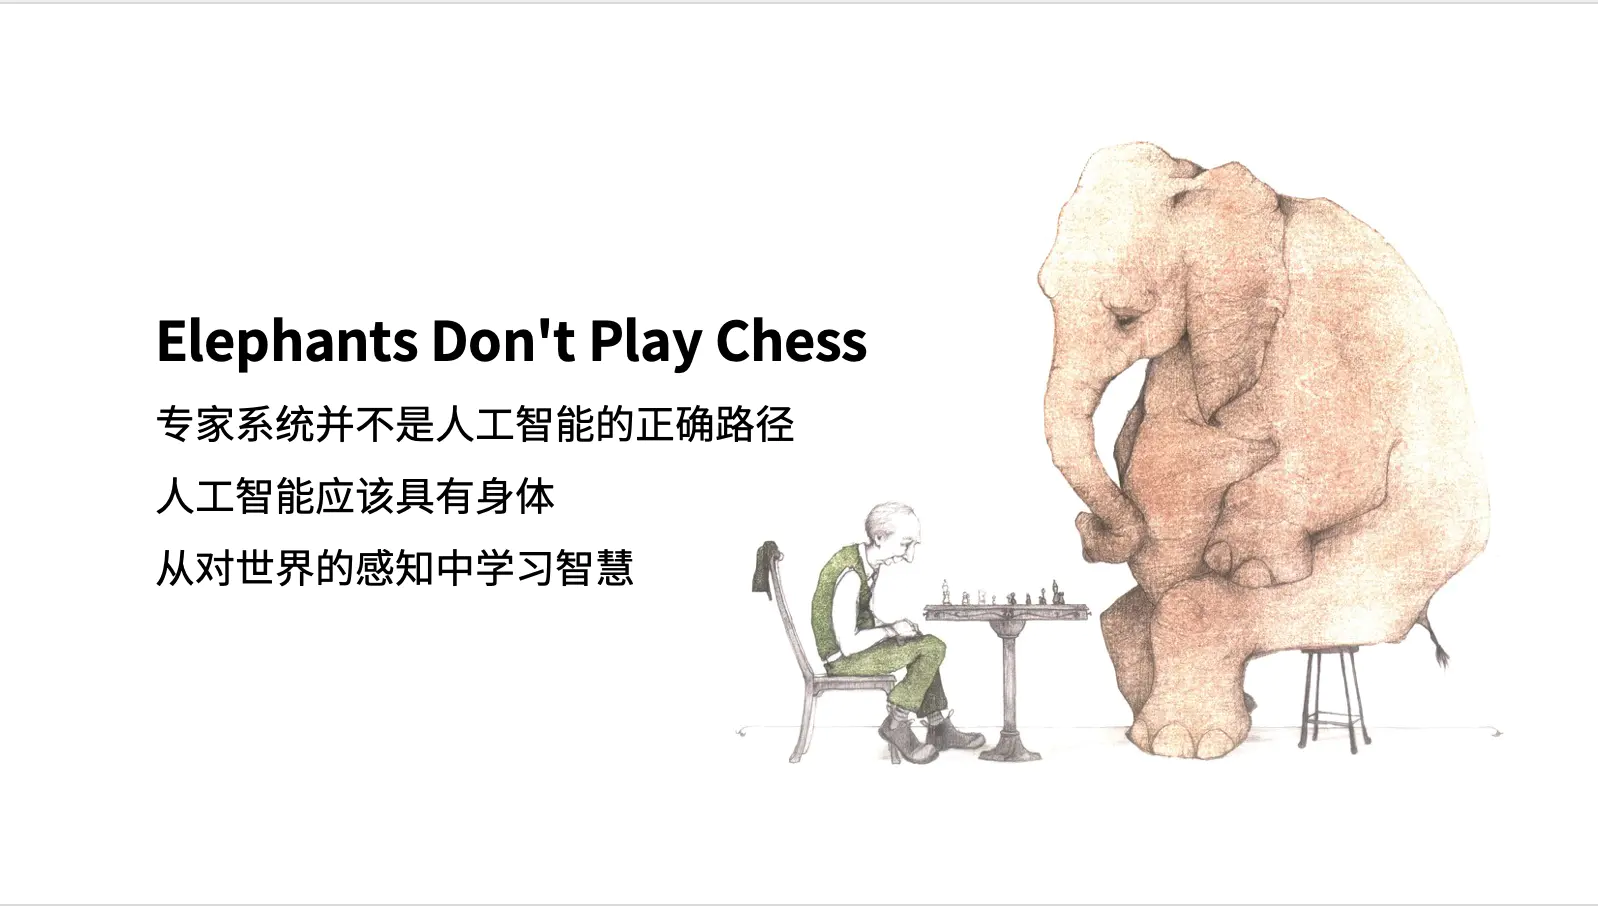 Elephants Don't Play Chess
专家系统并不是人工智能的正确路径
人工智能应该具有身体
从对世界的感知中学习智慧